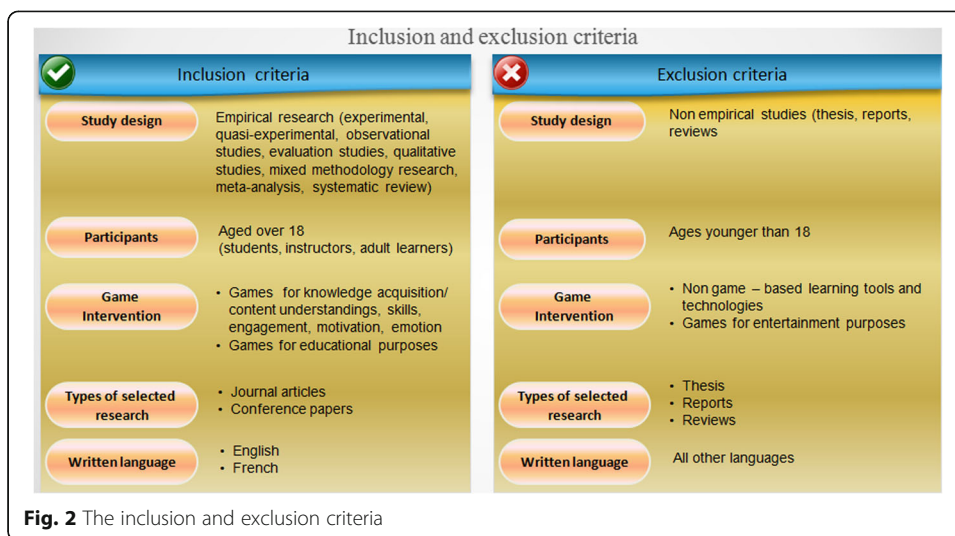 Inclusion and exclusion criteria
Inclusion criteria
Study design
Empirical research (experimental,
quasi-experimental, observational
studies, evaluation studies, qualitative
studies, mixed methodology research,
meta-analysis, systematic review)
Participants
Aged over 18
(students, instructors, adult learners)
Game
Intervention
• Games for knowledge acquisition/
content understandings, skills,
engagement, motivation, emotion
• Games for educational purposes
Types of selected
research
• Journal articles
• Conference papers
Written language
• English
• French
Exclusion criteria
Study design
Non empirical studies (thesis, reports,
reviews
Participants
Ages younger than 18
Game
Intervention
• Non game – based learning tools and
technologies
• Games for entertainment purposes
Types of selected
research
• Thesis
• Reports
• Reviews
Written language
All other languages
Fig. 2 The inclusion and exclusion criteria